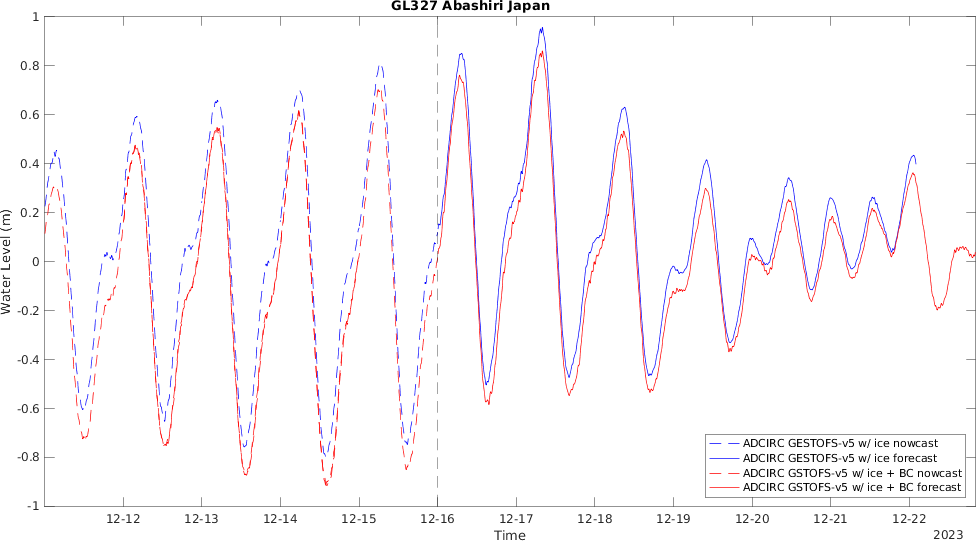 GL327 Abashiri Japan
1
0.8
0.6
0.4
0.2
0
-0.2
-0.4
-0.6
-0.8
-1
Water Level (m)
ADCIRC GESTOFS-v5 w/ ice nowcast
ADCIRC GESTOFS-v5 w/ ice forecast
ADCIRC GSTOFS-v5 w/ ice + BC nowcast
ADCIRC GSTOFS-v5 w/ ice + BC forecast
12-12 12-13 12-14 12-15 12-16 12-17 12-18 12-19 12-20 12-21 12-22
Time
2023